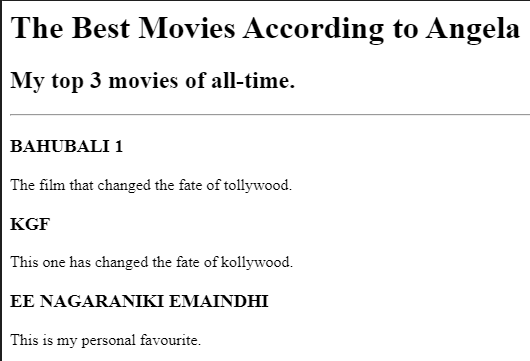 The Best Movies According to Angela
My top 3 movies of all-time.
BAHUBALI 1
The film that changed the fate of tollywood.
KGF
This one has changed the fate of kollywood.
EE NAGARANIKI EMAINDHI
This is my personal favourite.